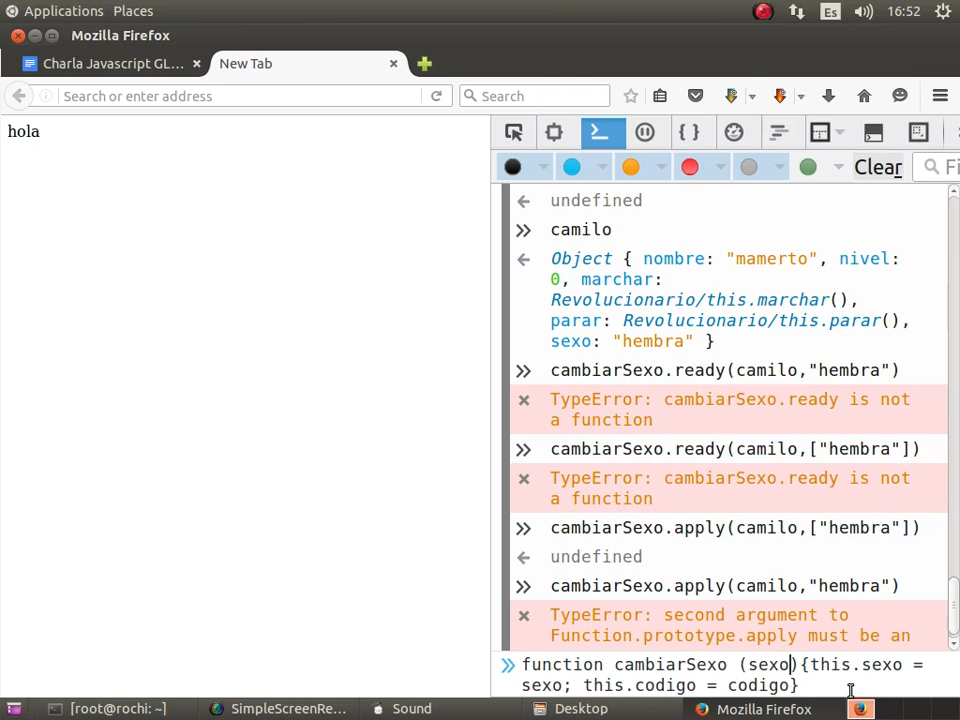 Applications Places Es 16:52
Mozilla Firefox
Charla Javascript GL... New Tab
Search or enter address Search
hola
Clear Fi
undefined
camilo
Object { nombre: "mamerto", nivel:
0, marchar:
Revolucionario/this.marchar(),
parar: Revolucionario/this.parar(),
sexo: "hembra" }
cambiarSexo.ready(camilo,"hembra")
TypeError: cambiarSexo.ready is not
a function
cambiarSexo.ready(camilo,["hembra"])
TypeError: cambiarSexo.ready is not
a function
cambiarSexo.apply(camilo,["hembra"])
undefined
cambiarSexo.apply(camilo,"hembra")
TypeError: second argument to
Function.prototype.apply must be an
function cambiarSexo (sexo){this.sexo =
sexo; this.codigo = codigo}
[root@rochi: ~] SimpleScreenRe... Sound Desktop Mozilla Firefox